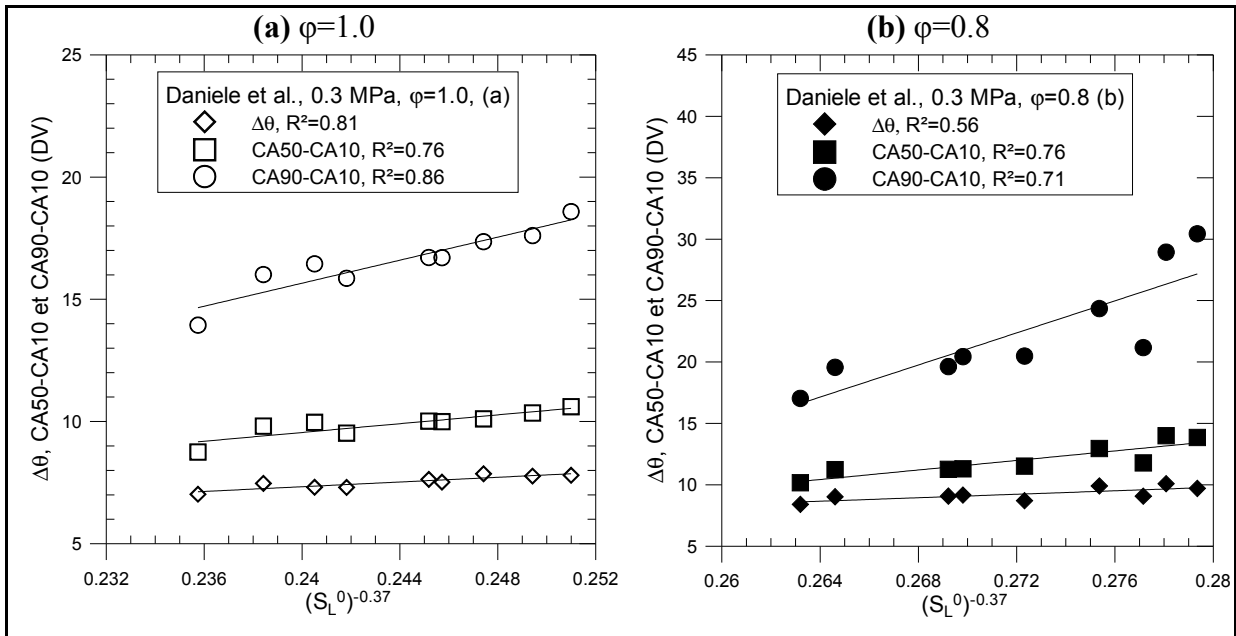 (a) φ=1.0
25
20
15
10
5
Δθ, CA50-CA10 et CA90-CA10 (DV)
Daniele et al., 0.3 MPa, φ=1.0, (a)
Δθ, R²=0.81
CA50-CA10, R²=0.76
CA90-CA10, R²=0.86
0.232 0.236 0.24 0.244 0.248 0.252
(S_L^0)^-0.37
(b) φ=0.8
45
40
35
30
25
20
15
10
5
Δθ, CA50-CA10 et CA90-CA10 (DV)
Daniele et al., 0.3 MPa, φ=0.8 (b)
Δθ, R²=0.56
CA50-CA10, R²=0.76
CA90-CA10, R²=0.71
0.26 0.264 0.268 0.272 0.276 0.28
(S_L^0)^-0.37